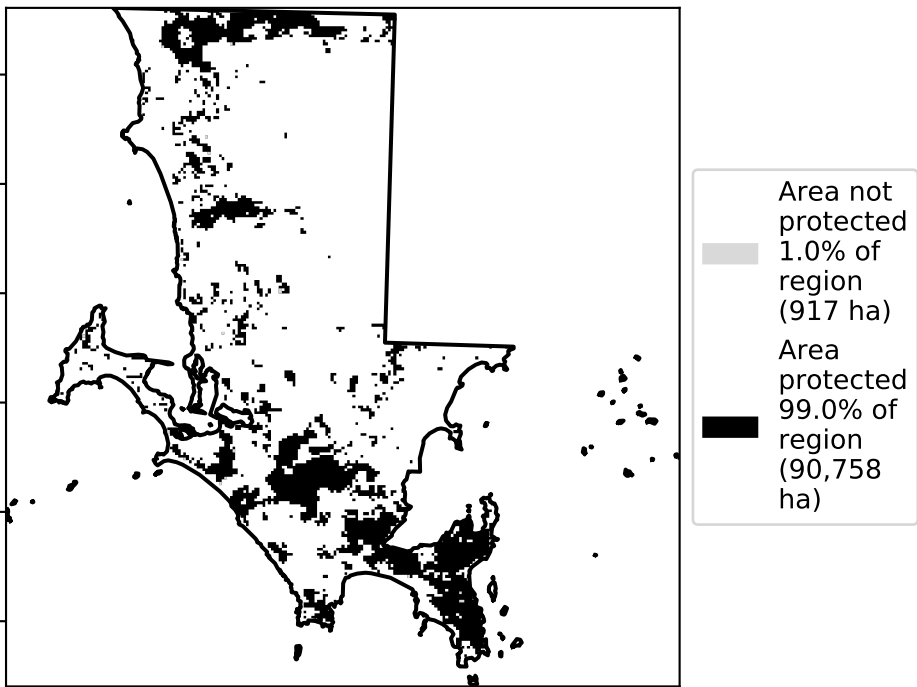 Area not
protected
1.0% of
region
(917 ha)
Area
protected
99.0% of
region
(90,758
ha)